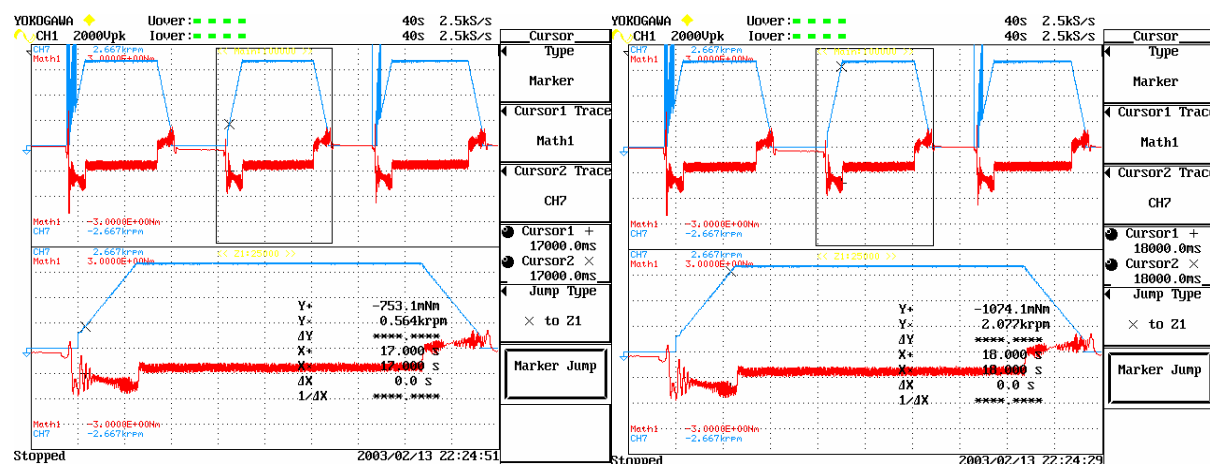 YOKOGAWA Uover: 40s 2.5kS/s
CH1 2000Vpk Iover: 40s 2.5kS/s
Cursor
CH7 2.667krpm
Math1 3.0000E+00Nm
<< Main:100000 >>
Type
Marker
Cursor1 Trace
Math1
Cursor2 Trace
CH7
Math1 -3.0000E+00Nm
CH7 -2.667krpm
Cursor1 +
17000.0ms
Cursor2 ×
17000.0ms
CH7 2.667krpm
Math1 3.0000E+00Nm
<< Z1:25000 >>
Jump Type
× to Z1
Marker Jump
Y+ -753.1mNm
Y× 0.564krpm
ΔY ****.****
X+ 17.000 S
X× 17.000 S
ΔX 0.0 S
1/ΔX ****.****
Math1 -3.0000E+00Nm
CH7 -2.667krpm
Stopped 2003/02/13 22:24:51
YOKOGAWA Uover: 40s 2.5kS/s
CH1 2000Vpk Iover: 40s 2.5kS/s
Cursor
CH7 2.667krpm
Math1 3.0000E+00Nm
<< Main:100000 >>
Type
Marker
Cursor1 Trace
Math1
Cursor2 Trace
CH7
Math1 -3.0000E+00Nm
CH7 -2.667krpm
Cursor1 +
18000.0ms
Cursor2 ×
18000.0ms
CH7 2.667krpm
Math1 3.0000E+00Nm
<< Z1:25000 >>
Jump Type
× to Z1
Marker Jump
Y+ -1074.1mNm
Y× 2.077krpm
ΔY ****.****
X+ 18.000 S
X× 18.000 S
ΔX 0.0 S
1/ΔX ****.****
Math1 -3.0000E+00Nm
CH7 -2.667krpm
Stopped 2003/02/13 22:24:29